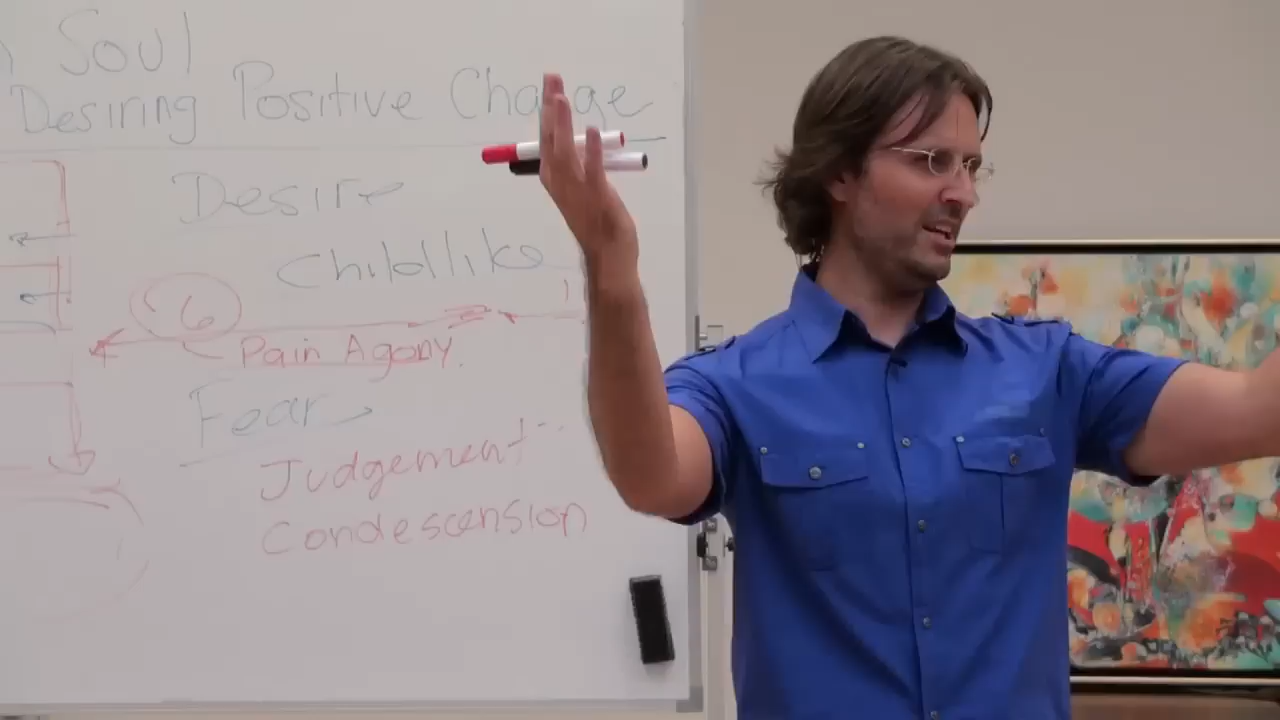 Soul
Desiring Positive Change
Desire
Childlike
6
Pain Agony.
Fear
Judgement
Condescension